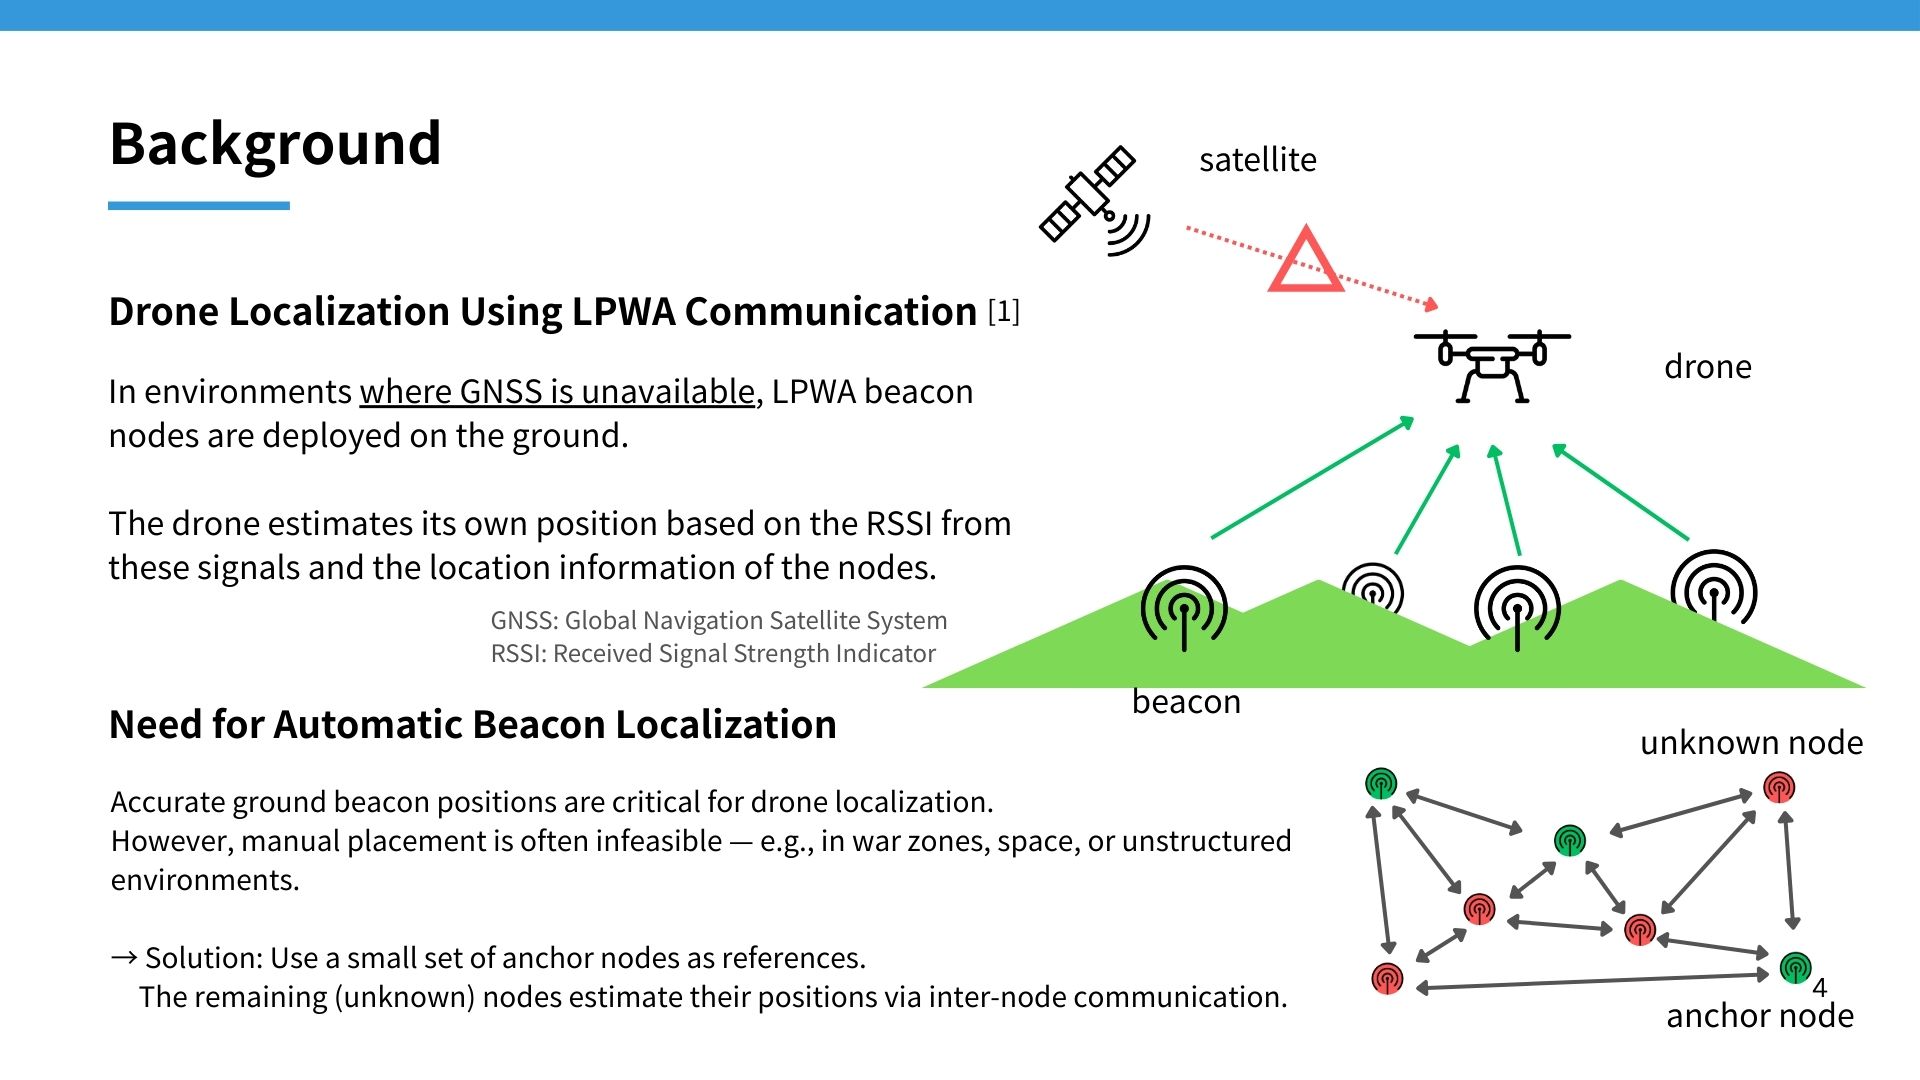 Background
satellite
Drone Localization Using LPWA Communication [1]
drone
In environments where GNSS is unavailable, LPWA beacon
nodes are deployed on the ground.
The drone estimates its own position based on the RSSI from
these signals and the location information of the nodes.
GNSS: Global Navigation Satellite System
RSSI: Received Signal Strength Indicator
beacon
Need for Automatic Beacon Localization
unknown node
Accurate ground beacon positions are critical for drone localization.
However, manual placement is often infeasible — e.g., in war zones, space, or unstructured
environments.
→ Solution: Use a small set of anchor nodes as references.
The remaining (unknown) nodes estimate their positions via inter-node communication.
4
anchor node